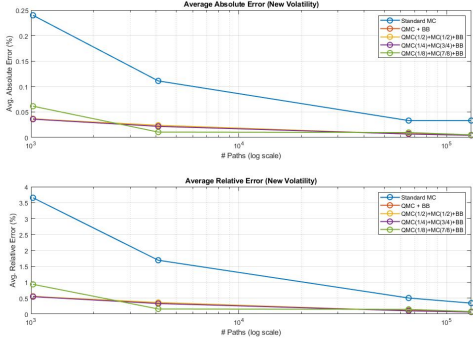 Average Absolute Error (New Volatility)
Avg. Absolute Error (%)
0.25
0.2
0.15
0.1
0.05
0
10^3
10^4
10^5
# Paths (log scale)
Standard MC
QMC + BB
QMC(1/2)+MC(1/2)+BB
QMC(1/4)+MC(3/4)+BB
QMC(1/8)+MC(7/8)+BB
Average Relative Error (New Volatility)
Avg. Relative Error (%)
4
3.5
3
2.5
2
1.5
1
0.5
0
10^3
10^4
10^5
# Paths (log scale)
Standard MC
QMC + BB
QMC(1/2)+MC(1/2)+BB
QMC(1/4)+MC(3/4)+BB
QMC(1/8)+MC(7/8)+BB